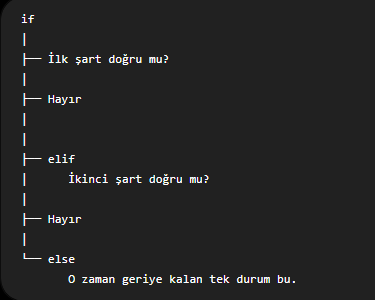 if
│
├── İlk şart doğru mu?
│
├── Hayır
│
│
├── elif
│     İkinci şart doğru mu?
│
├── Hayır
│
└── else
      O zaman geriye kalan tek durum bu.